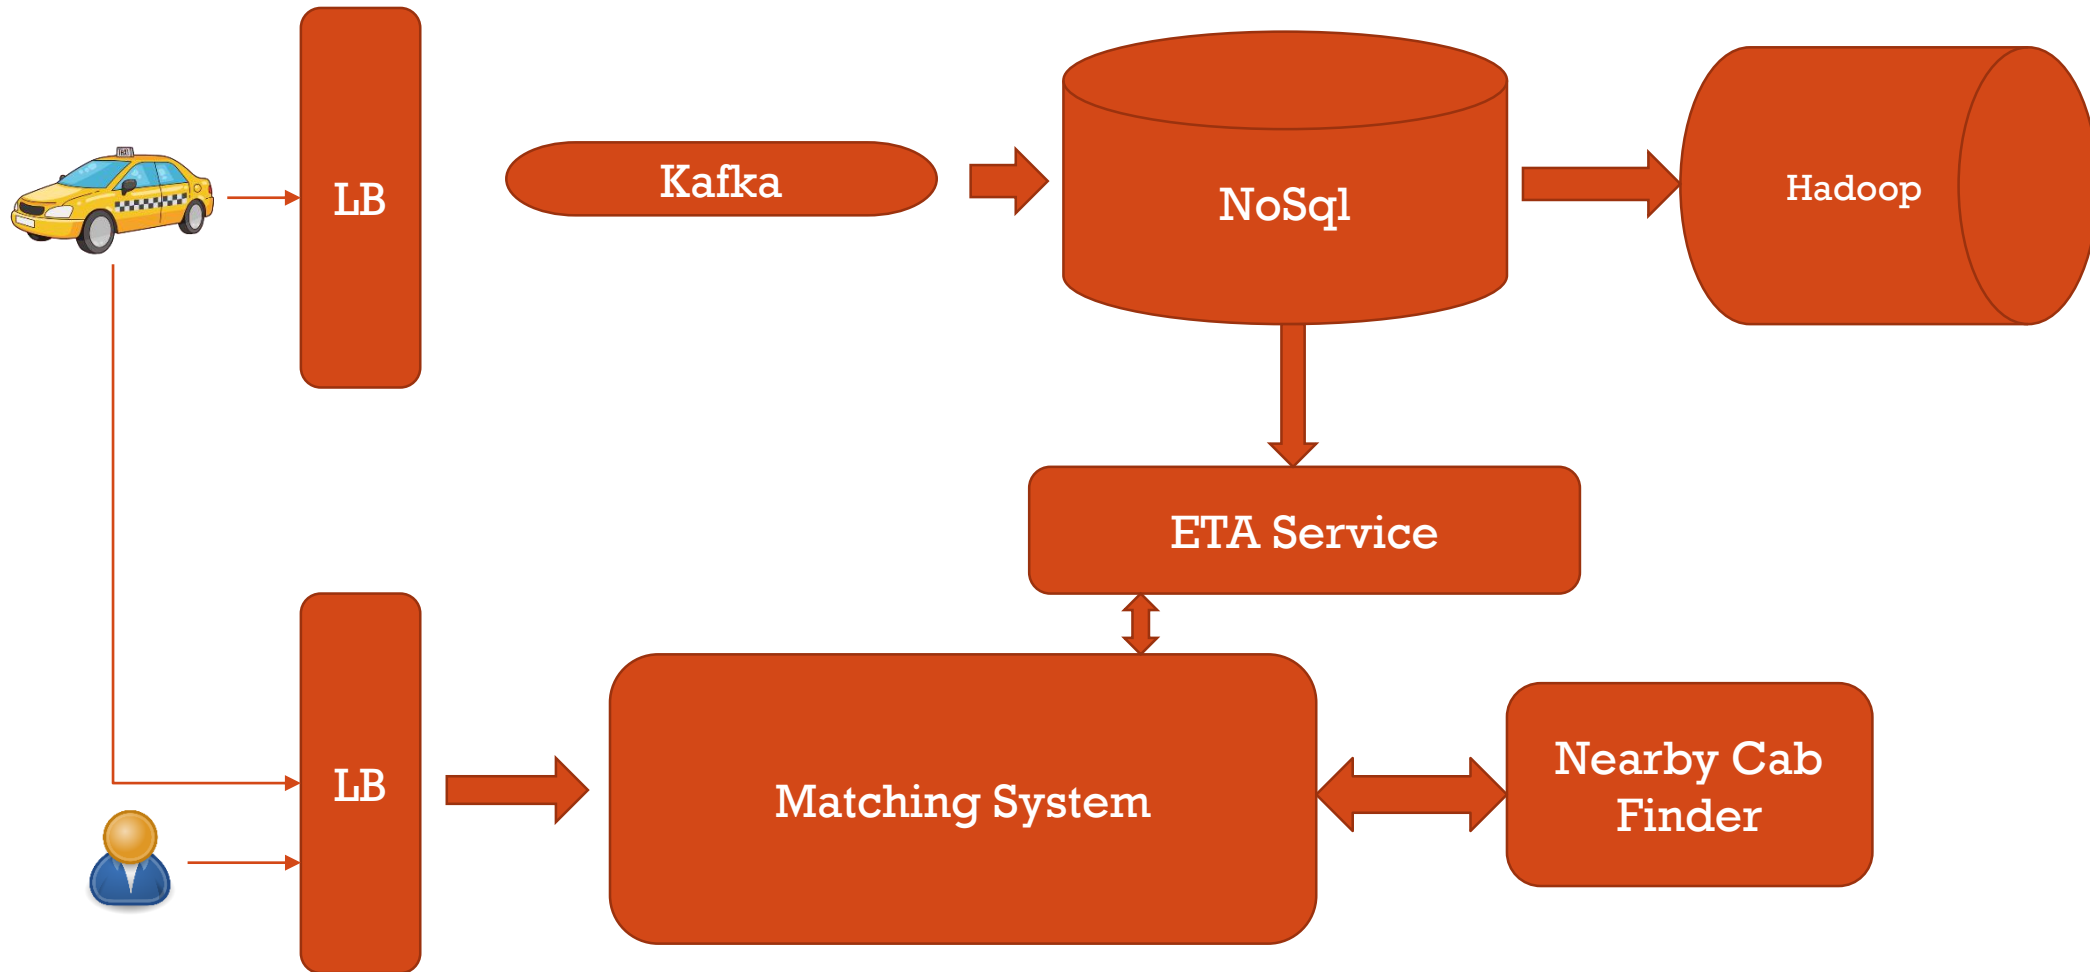 LB
Kafka
NoSql
Hadoop
ETA Service
LB
Matching System
Nearby Cab
Finder